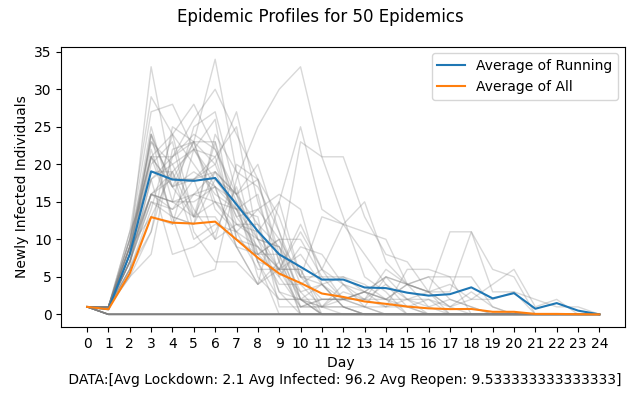 Epidemic Profiles for 50 Epidemics
Newly Infected Individuals
35
30
25
20
15
10
5
0
Average of Running
Average of All
0 1 2 3 4 5 6 7 8 9 10 11 12 13 14 15 16 17 18 19 20 21 22 23 24
Day
DATA:[Avg Lockdown: 2.1 Avg Infected: 96.2 Avg Reopen: 9.533333333333333]